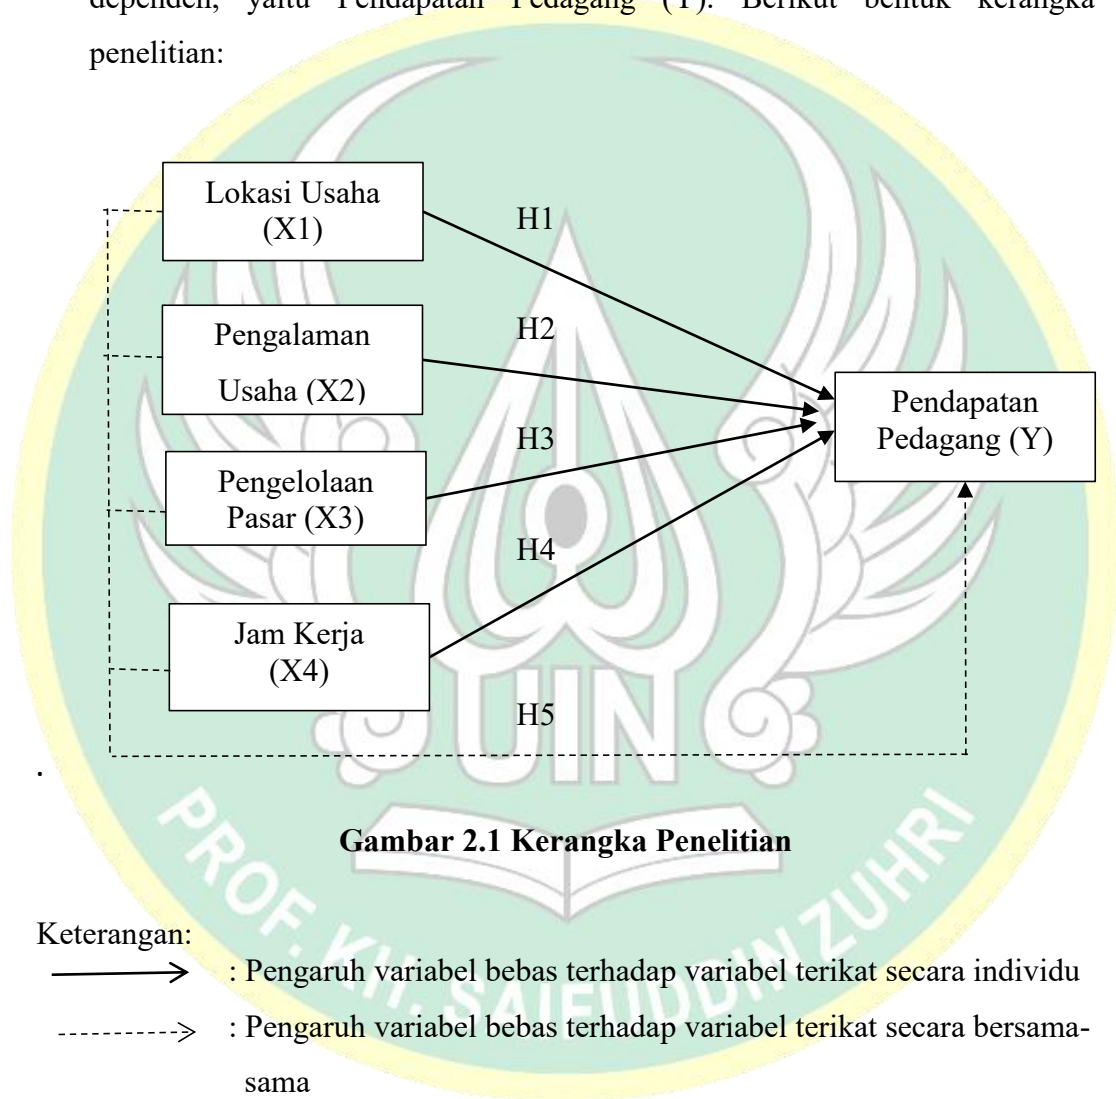 dependen, yaitu Pendapatan Pedagang (Y). Berikut bentuk kerangka
penelitian:
Lokasi Usaha
(X1)
H1
Pengalaman
Usaha (X2)
H2
Pendapatan
Pedagang (Y)
H3
Pengelolaan
Pasar (X3)
H4
Jam Kerja
(X4)
H5
UIN
.
Gambar 2.1 Kerangka Penelitian
Keterangan:
: Pengaruh variabel bebas terhadap variabel terikat secara individu
: Pengaruh variabel bebas terhadap variabel terikat secara bersama-
sama
PROF. KH. SAIFUDDIN ZUHRI